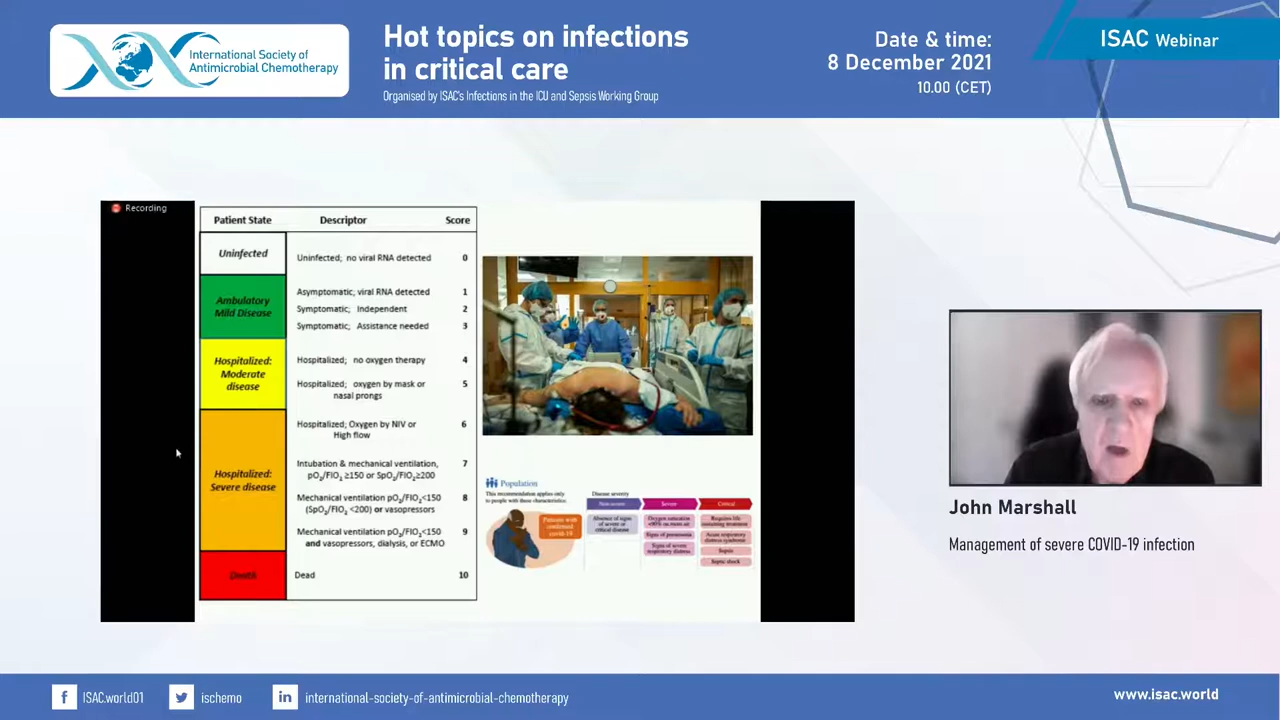 International Society of
Antimicrobial Chemotherapy
Hot topics on infections
in critical care
Organised by ISAC's Infections in the ICU and Sepsis Working Group
Date & time:
8 December 2021
10.00 (CET)
ISAC Webinar
Recording
Patient State Descriptor Score
Uninfected
Uninfected; no viral RNA detected 0
Ambulatory
Mild Disease
Asymptomatic; viral RNA detected 1
Symptomatic; Independent 2
Symptomatic; Assistance needed 3
Hospitalized:
Moderate
disease
Hospitalized; no oxygen therapy 4
Hospitalized; oxygen by mask or 5
nasal prongs
Hospitalized:
Severe disease
Hospitalized; Oxygen by NIV or 6
High flow
Intubation & mechanical ventilation, 7
pO₂/FIO₂ ≥150 or SpO₂/FIO₂≥200
Mechanical ventilation pO₂/FIO₂<150 8
(SpO₂/FIO₂ <200) or vasopressors
Mechanical ventilation pO₂/FIO₂<150 9
and vasopressors, dialysis, or ECMO
Death
Dead 10
Population
This recommendation applies only
to people with these characteristics:
Patients with
confirmed
covid-19
Disease severity
Non-severe Severe Critical
Absence of signs
of severe or
critical disease
Oxygen saturation
<90% on room air
Signs of pneumonia
Signs of severe
respiratory distress
Requires life
sustaining treatment
Acute respiratory
distress syndrome
Sepsis
Septic shock
John Marshall
Management of severe COVID-19 infection
ISAC.world01
ischemo
international-society-of-antimicrobial-chemotherapy
www.isac.world